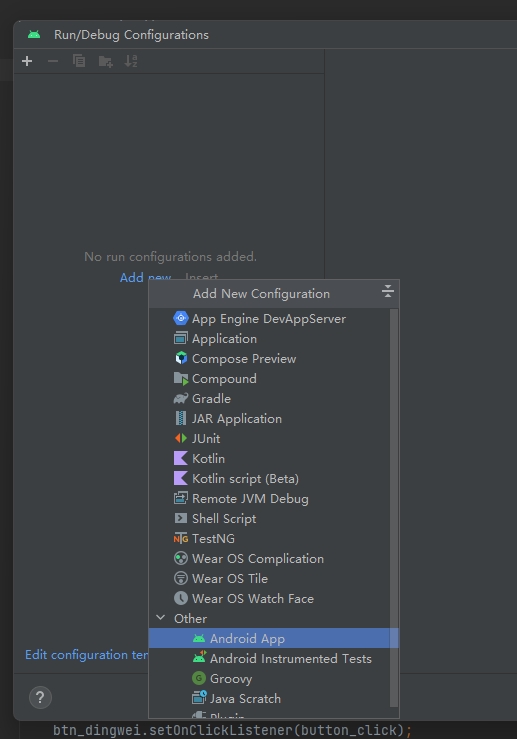 Run/Debug Configurations
No run configurations added.
Add new Insert
Add New Configuration
App Engine DevAppServer
Application
Compose Preview
Compound
Gradle
JAR Application
JUnit
Kotlin
Kotlin script (Beta)
Remote JVM Debug
Shell Script
TestNG
Wear OS Complication
Wear OS Tile
Wear OS Watch Face
Other
Android App
Edit configuration ter
Android Instrumented Tests
Groovy
Java Scratch
Plugin
?
btn_dingwei.setOnClickListener(button_click);